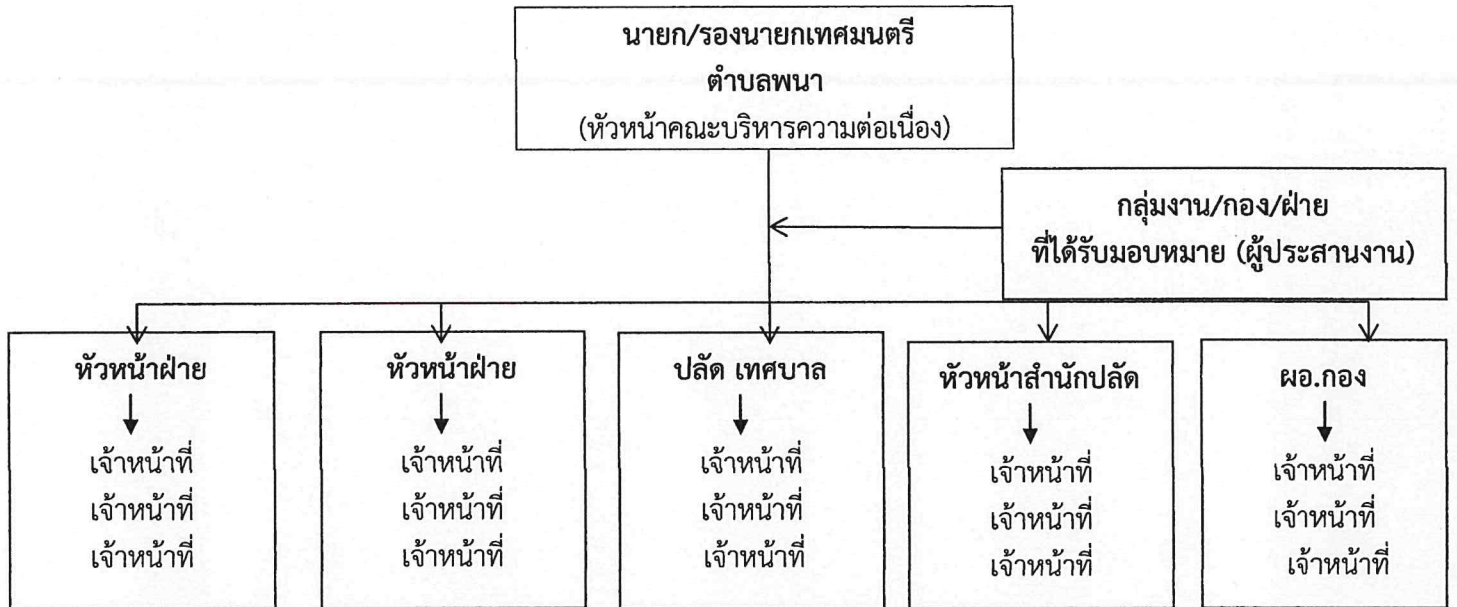 นายก/รองนายกเทศมนตรี
ตำบลพนา
(หัวหน้าคณะบริหารความต่อเนื่อง)
กลุ่มงาน/กอง/ฝ่าย
ที่ได้รับมอบหมาย (ผู้ประสานงาน)
หัวหน้าฝ่าย
เจ้าหน้าที่
เจ้าหน้าที่
เจ้าหน้าที่
หัวหน้าฝ่าย
เจ้าหน้าที่
เจ้าหน้าที่
เจ้าหน้าที่
ปลัด เทศบาล
เจ้าหน้าที่
เจ้าหน้าที่
เจ้าหน้าที่
หัวหน้าสำนักปลัด
เจ้าหน้าที่
เจ้าหน้าที่
เจ้าหน้าที่
ผอ.กอง
เจ้าหน้าที่
เจ้าหน้าที่
เจ้าหน้าที่